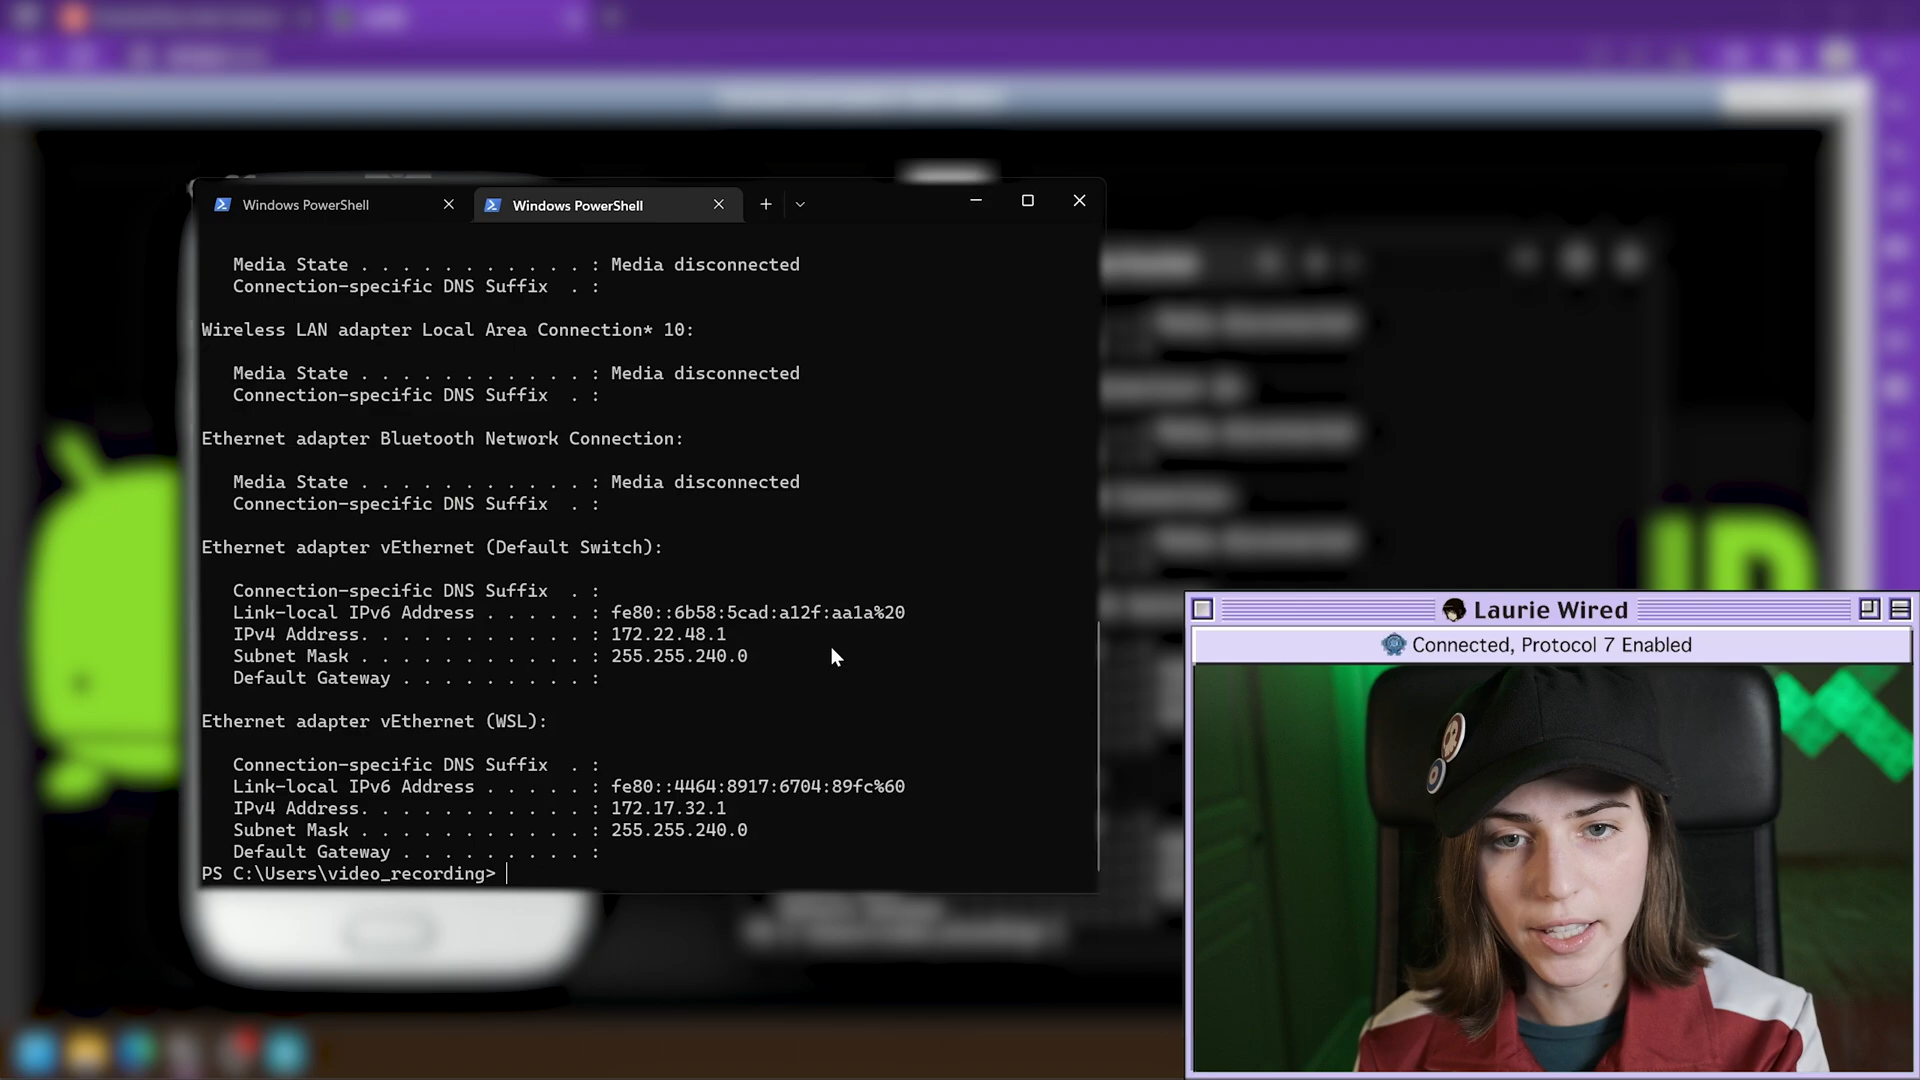 Windows PowerShell
Windows PowerShell
Media State . . . . . . . . . . . : Media disconnected
Connection-specific DNS Suffix  . :
Wireless LAN adapter Local Area Connection* 10:
Media State . . . . . . . . . . . : Media disconnected
Connection-specific DNS Suffix  . :
Ethernet adapter Bluetooth Network Connection:
Media State . . . . . . . . . . . : Media disconnected
Connection-specific DNS Suffix  . :
Ethernet adapter vEthernet (Default Switch):
Connection-specific DNS Suffix  . :
Link-local IPv6 Address . . . . . : fe80::6b58:5cad:a12f:aa1a%20
IPv4 Address. . . . . . . . . . . : 172.22.48.1
Subnet Mask . . . . . . . . . . . : 255.255.240.0
Default Gateway . . . . . . . . . :
Ethernet adapter vEthernet (WSL):
Connection-specific DNS Suffix  . :
Link-local IPv6 Address . . . . . : fe80::4464:8917:6704:89fc%60
IPv4 Address. . . . . . . . . . . : 172.17.32.1
Subnet Mask . . . . . . . . . . . : 255.255.240.0
Default Gateway . . . . . . . . . :
PS C:\Users\video_recording>
Laurie Wired
Connected, Protocol 7 Enabled